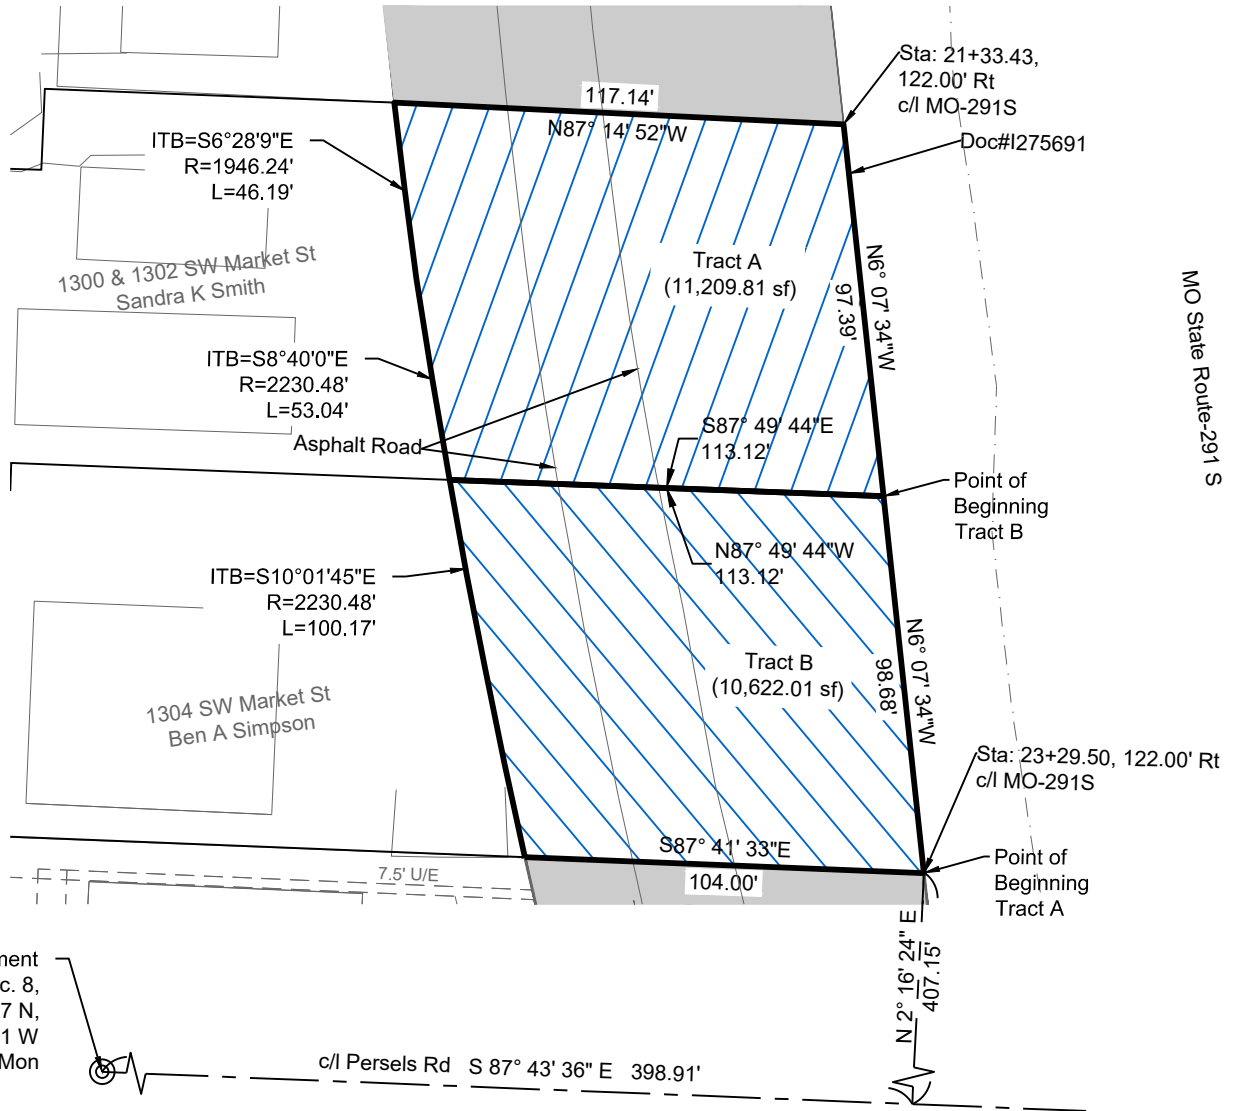 Sta: 21+33.43,
122.00' Rt
c/l MO-291S
117.14'
N87° 14' 52"W
Doc#I275691
ITB=S6°28'9"E
R=1946.24'
L=46.19'
1300 & 1302 SW Market St
Sandra K Smith
Tract A
(11,209.81 sf)
N6° 07' 34"W
97.39'
MO State Route-291 S
ITB=S8°40'0"E
R=2230.48'
L=53.04'
Asphalt Road
S87° 49' 44"E
113.12'
Point of
Beginning
Tract B
N87° 49' 44"W
113.12'
ITB=S10°01'45"E
R=2230.48'
L=100.17'
1304 SW Market St
Ben A Simpson
Tract B
(10,622.01 sf)
N6° 07' 34"W
98.68'
Sta: 23+29.50, 122.00' Rt
c/l MO-291S
S87° 41' 33"E
104.00'
7.5' U/E
Point of
Beginning
Tract A
N 2° 16' 24" E
407.15'
ment
c. 8,
7 N,
1 W
Mon
c/l Persels Rd S 87° 43' 36" E 398.91'